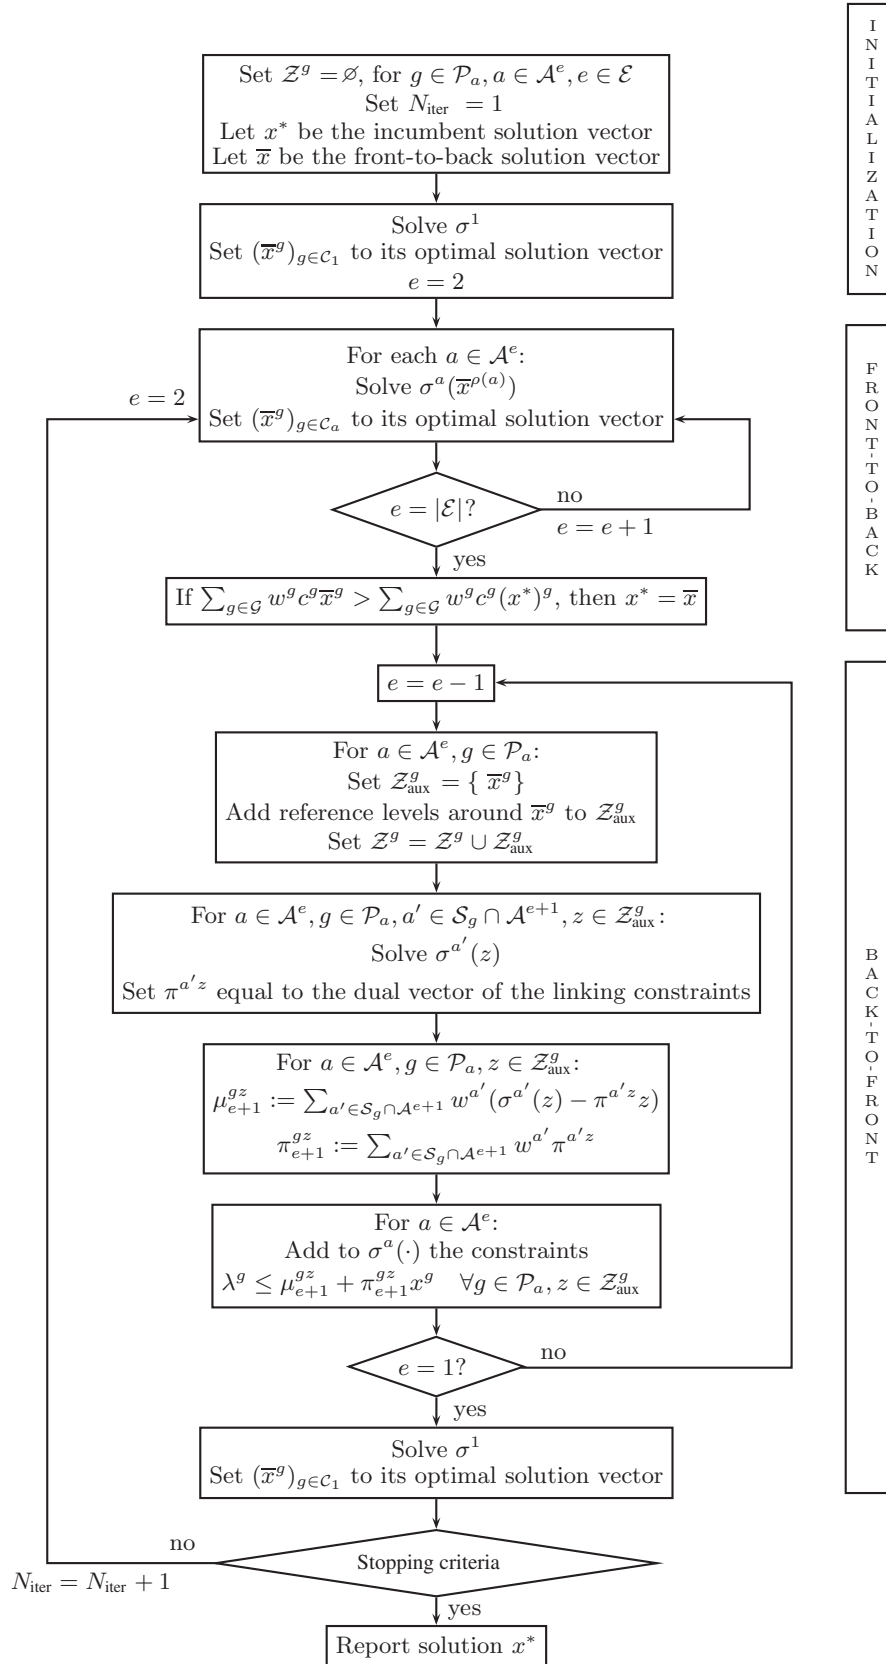 Set 𝒵^g = ∅, for g ∈ 𝒫_a, a ∈ 𝒜^e, e ∈ ℰ
Set N_iter = 1
Let x* be the incumbent solution vector
Let x̅ be the front-to-back solution vector
Solve σ^1
Set (x̅^g)_{g∈𝒞_1} to its optimal solution vector
e = 2
INITIALIZATION
For each a ∈ 𝒜^e:
Solve σ^a(x̅^{ρ(a)})
Set (x̅^g)_{g∈𝒞_a} to its optimal solution vector
e = 2
e = |ℰ|?
no
e = e + 1
yes
If ∑_{g∈𝒢} w^g c^g x̅^g > ∑_{g∈𝒢} w^g c^g (x*)^g, then x* = x̅
FRONT-TO-BACK
e = e − 1
For a ∈ 𝒜^e, g ∈ 𝒫_a:
Set 𝒵^g_aux = { x̅^g}
Add reference levels around x̅^g to 𝒵^g_aux
Set 𝒵^g = 𝒵^g ∪ 𝒵^g_aux
For a ∈ 𝒜^e, g ∈ 𝒫_a, a′ ∈ 𝒮_g ∩ 𝒜^{e+1}, z ∈ 𝒵^g_aux:
Solve σ^{a′}(z)
Set π^{a′z} equal to the dual vector of the linking constraints
For a ∈ 𝒜^e, g ∈ 𝒫_a, z ∈ 𝒵^g_aux:
μ^{gz}_{e+1} := ∑_{a′∈𝒮_g∩𝒜^{e+1}} w^{a′}(σ^{a′}(z) − π^{a′z}z)
π^{gz}_{e+1} := ∑_{a′∈𝒮_g∩𝒜^{e+1}} w^{a′}π^{a′z}
For a ∈ 𝒜^e:
Add to σ^a(·) the constraints
λ^g ≤ μ^{gz}_{e+1} + π^{gz}_{e+1}x^g ∀g ∈ 𝒫_a, z ∈ 𝒵^g_aux
e = 1?
no
yes
Solve σ^1
Set (x̅^g)_{g∈𝒞_1} to its optimal solution vector
BACK-TO-FRONT
Stopping criteria
no
N_iter = N_iter + 1
yes
Report solution x*